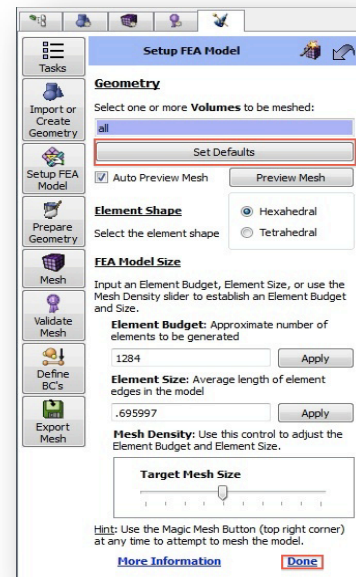 Setup FEA Model
Tasks
Import or
Create
Geometry
Setup FEA
Model
Prepare
Geometry
Mesh
Validate
Mesh
Define
BC's
Export
Mesh
Geometry
Select one or more Volumes to be meshed:
all
Set Defaults
Auto Preview Mesh
Preview Mesh
Element Shape
Select the element shape
Hexahedral
Tetrahedral
FEA Model Size
Input an Element Budget, Element Size, or use the
Mesh Density slider to establish an Element Budget
and Size.
Element Budget: Approximate number of
elements to be generated
1284
Apply
Element Size: Average length of element
edges in the model
.695997
Apply
Mesh Density: Use this control to adjust the
Element Budget and Element Size.
Target Mesh Size
Hint: Use the Magic Mesh Button (top right corner)
at any time to attempt to mesh the model.
More Information
Done